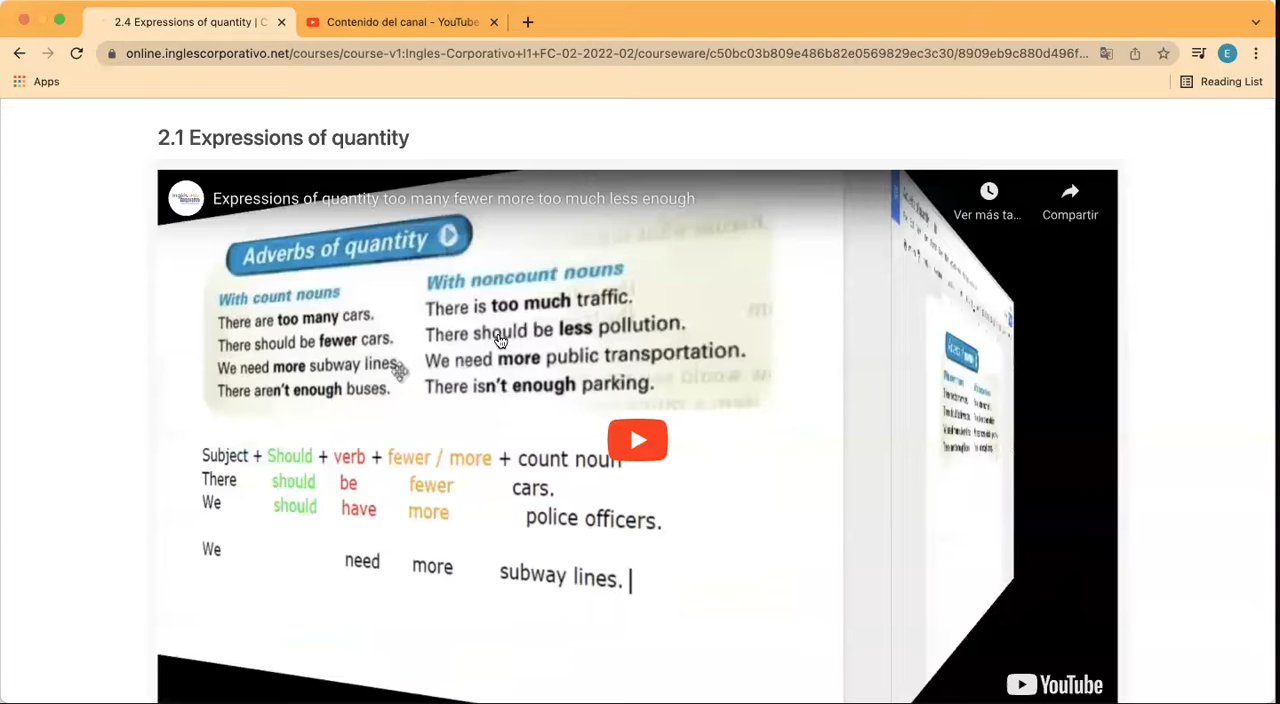 2.4 Expressions of quantity | C
Contenido del canal - YouTube
online.inglescorporativo.net/courses/course-v1:Ingles-Corporativo+I1+FC-02-2022-02/courseware/c50bc03b809e486b82e0569829ec3c30/8909eb9c880d496f...
E
Apps
Reading List
2.1 Expressions of quantity
Expressions of quantity too many fewer more too much less enough
Ver más ta...
Compartir
Adverbs of quantity
With count nouns
There are too many cars.
There should be fewer cars.
We need more subway lines.
There aren't enough buses.
With noncount nouns
There is too much traffic.
There should be less pollution.
We need more public transportation.
There isn't enough parking.
Subject + Should + verb + fewer / more + count noun
There should be fewer cars.
We should have more police officers.
We need more subway lines.
YouTube